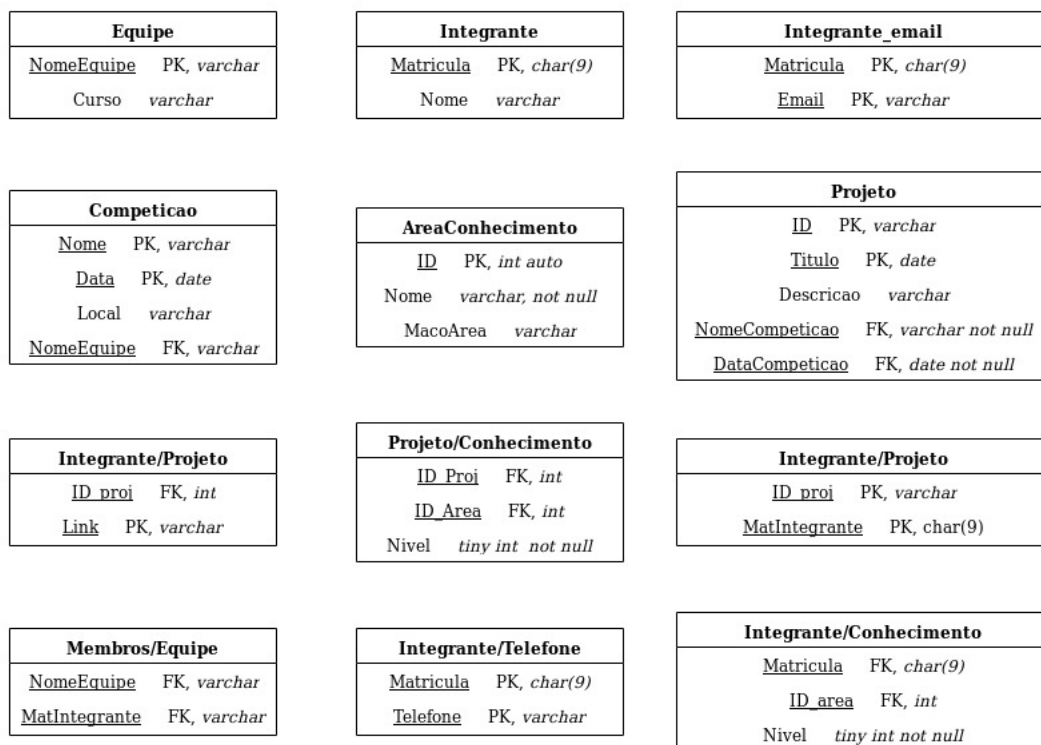 Equipe
NomeEquipe PK, varchar
Curso varchar
Integrante
Matricula PK, char(9)
Nome varchar
Integrante_email
Matricula PK, char(9)
Email PK, varchar
Competicao
Nome PK, varchar
Data PK, date
Local varchar
NomeEquipe FK, varchar
AreaConhecimento
ID PK, int auto
Nome varchar, not null
MacoArea varchar
Projeto
ID PK, varchar
Titulo PK, date
Descricao varchar
NomeCompeticao FK, varchar not null
DataCompeticao FK, date not null
Integrante/Projeto
ID_proj FK, int
Link PK, varchar
Projeto/Conhecimento
ID_Proj FK, int
ID_Area FK, int
Nivel tiny int not null
Integrante/Projeto
ID_proj PK, varchar
MatIntegrante PK, char(9)
Membros/Equipe
NomeEquipe FK, varchar
MatIntegrante FK, varchar
Integrante/Telefone
Matricula PK, char(9)
Telefone PK, varchar
Integrante/Conhecimento
Matricula FK, char(9)
ID_area FK, int
Nivel tiny int not null